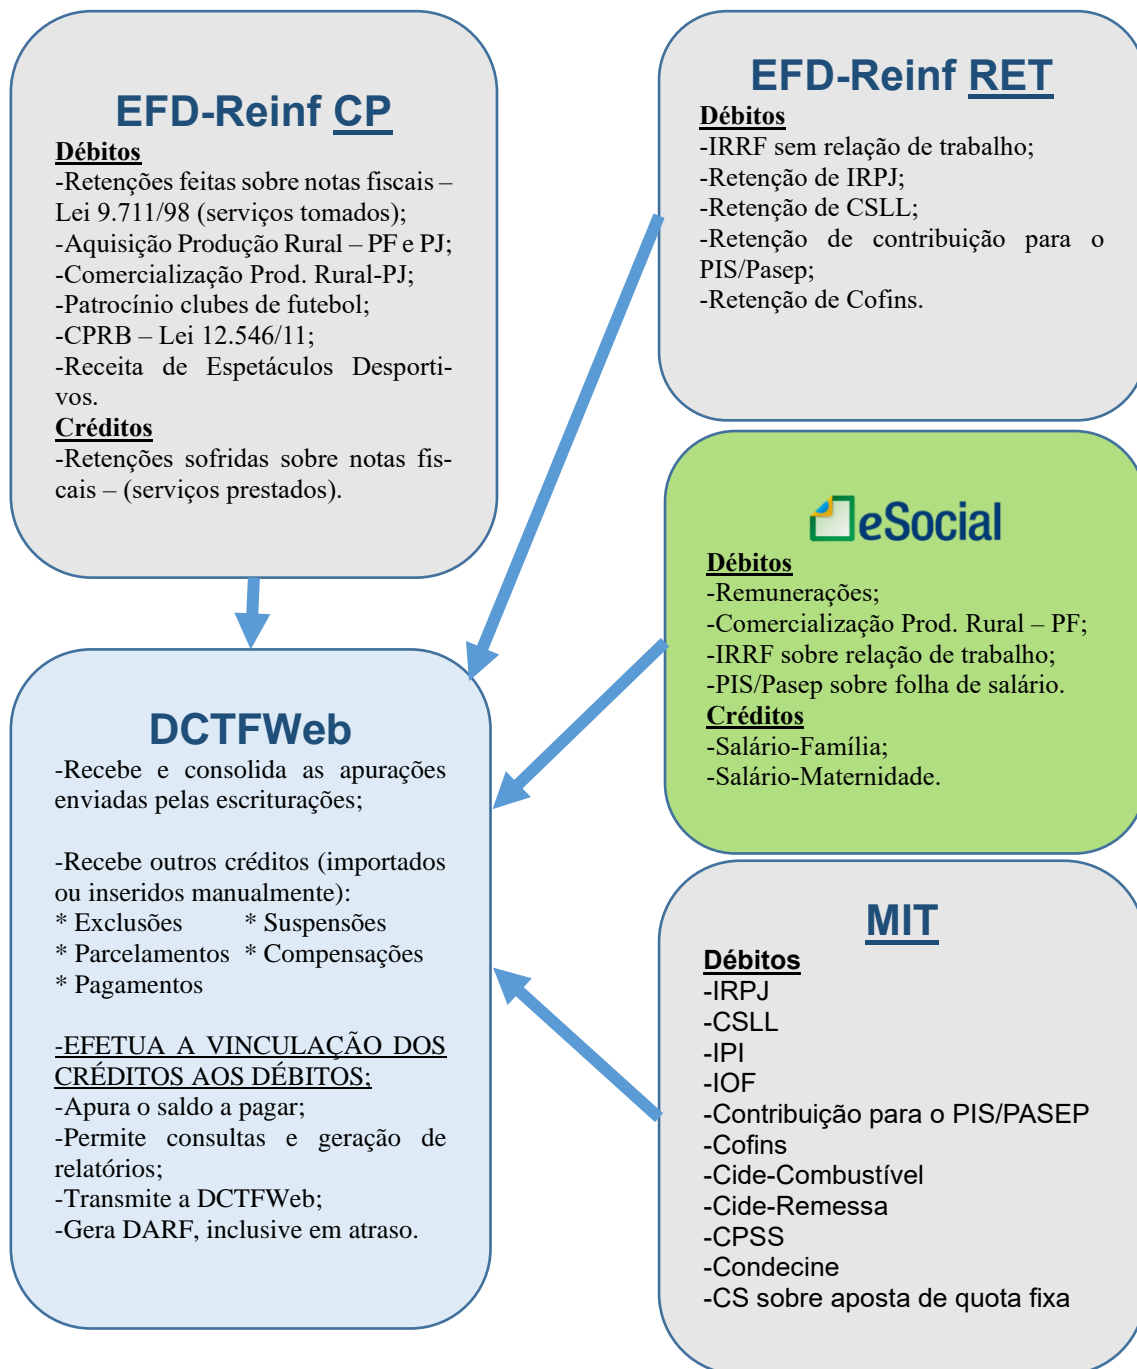 EFD-Reinf CP
Débitos
-Retenções feitas sobre notas fiscais –
Lei 9.711/98 (serviços tomados);
-Aquisição Produção Rural – PF e PJ;
-Comercialização Prod. Rural-PJ;
-Patrocínio clubes de futebol;
-CPRB – Lei 12.546/11;
-Receita de Espetáculos Desporti-
vos.
Créditos
-Retenções sofridas sobre notas fis-
cais – (serviços prestados).
EFD-Reinf RET
Débitos
-IRRF sem relação de trabalho;
-Retenção de IRPJ;
-Retenção de CSLL;
-Retenção de contribuição para o
PIS/Pasep;
-Retenção de Cofins.
eSocial
Débitos
-Remunerações;
-Comercialização Prod. Rural – PF;
-IRRF sobre relação de trabalho;
-PIS/Pasep sobre folha de salário.
Créditos
-Salário-Família;
-Salário-Maternidade.
DCTFWeb
-Recebe e consolida as apurações
enviadas pelas escriturações;
-Recebe outros créditos (importados
ou inseridos manualmente):
* Exclusões * Suspensões
* Parcelamentos * Compensações
* Pagamentos
-EFETUA A VINCULAÇÃO DOS
CRÉDITOS AOS DÉBITOS;
-Apura o saldo a pagar;
-Permite consultas e geração de
relatórios;
-Transmite a DCTFWeb;
-Gera DARF, inclusive em atraso.
MIT
Débitos
-IRPJ
-CSLL
-IPI
-IOF
-Contribuição para o PIS/PASEP
-Cofins
-Cide-Combustível
-Cide-Remessa
-CPSS
-Condecine
-CS sobre aposta de quota fixa